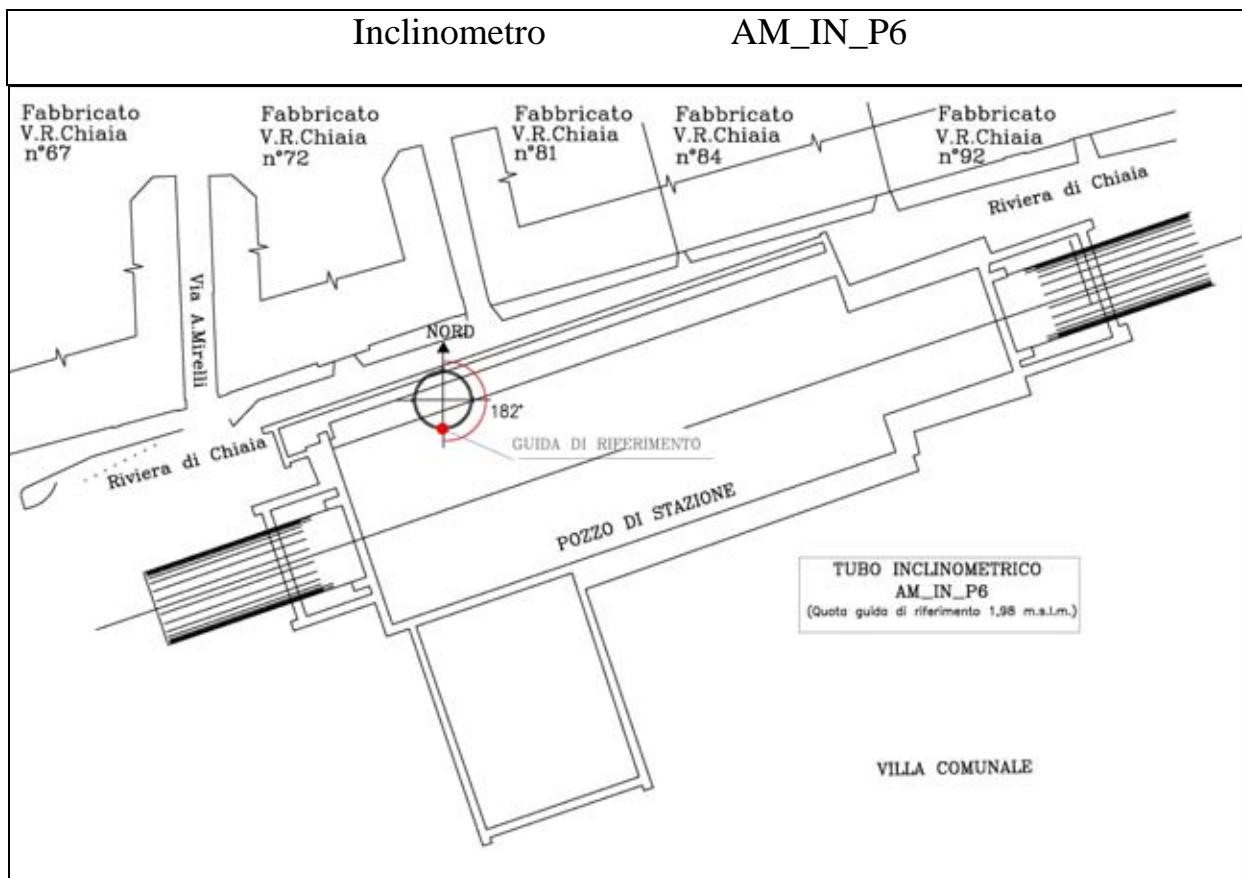 Inclinometro AM_IN_P6
Fabbricato
V.R.Chiaia
n°67
Fabbricato
V.R.Chiaia
n°72
Fabbricato
V.R.Chiaia
n°81
Fabbricato
V.R.Chiaia
n°84
Fabbricato
V.R.Chiaia
n°92
Riviera di Chiaia
Via A.Mirelli
NORD
182°
GUIDA DI RIFERIMENTO
Riviera di Chiaia
POZZO DI STAZIONE
TUBO INCLINOMETRICO
AM_IN_P6
(Quota guida di riferimento 1,98 m.s.l.m.)
VILLA COMUNALE